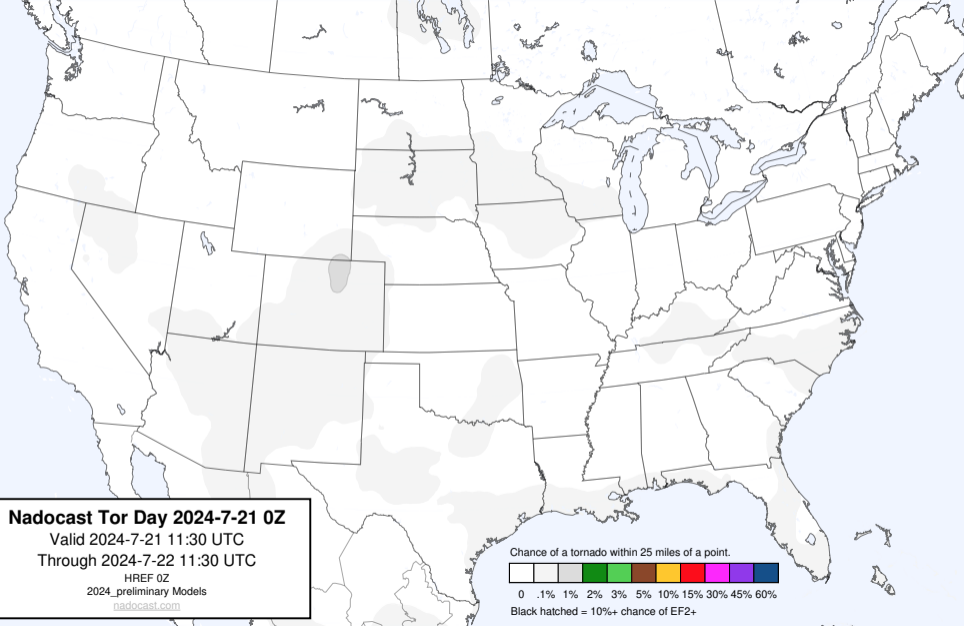 Nadocast Tor Day 2024-7-21 0Z
Valid 2024-7-21 11:30 UTC
Through 2024-7-22 11:30 UTC
HREF 0Z
2024_preliminary Models
nadocast.com
Chance of a tornado within 25 miles of a point.
0 .1% 1% 2% 3% 5% 10% 15% 30% 45% 60%
Black hatched = 10%+ chance of EF2+